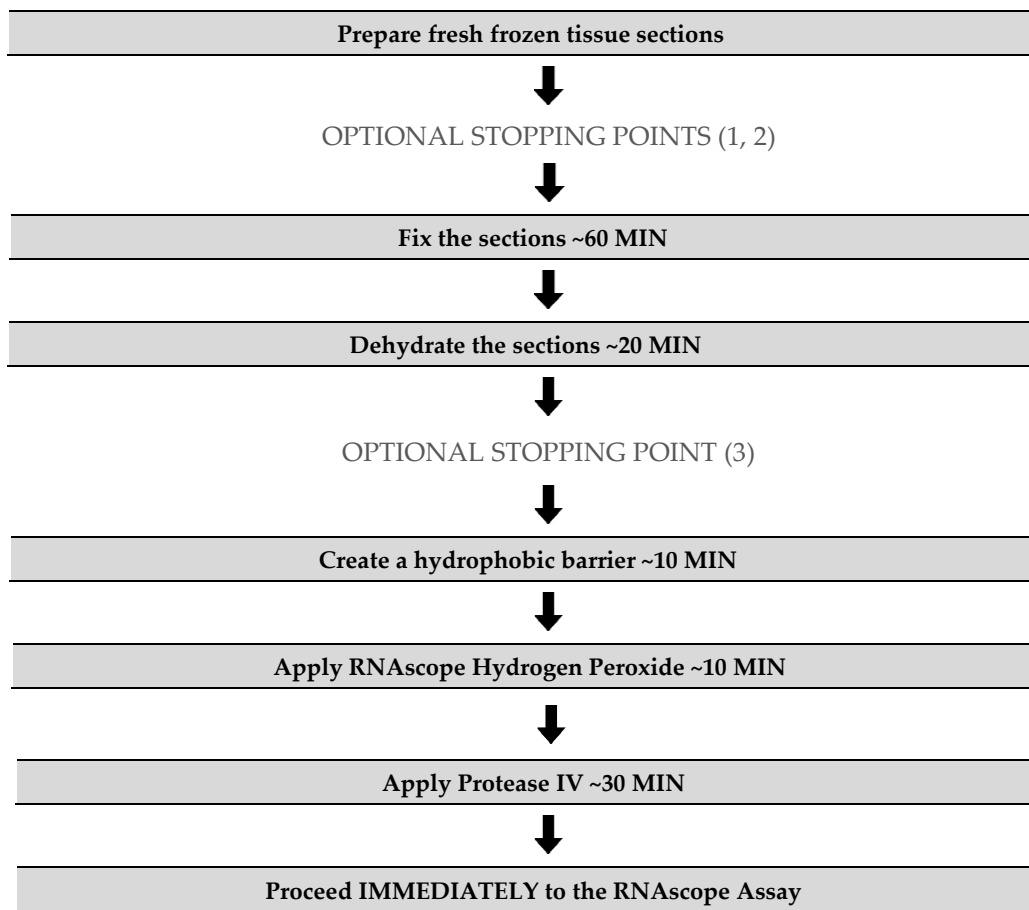 Prepare fresh frozen tissue sections
OPTIONAL STOPPING POINTS (1, 2)
Fix the sections ~60 MIN
Dehydrate the sections ~20 MIN
OPTIONAL STOPPING POINT (3)
Create a hydrophobic barrier ~10 MIN
Apply RNAscope Hydrogen Peroxide ~10 MIN
Apply Protease IV ~30 MIN
Proceed IMMEDIATELY to the RNAscope Assay